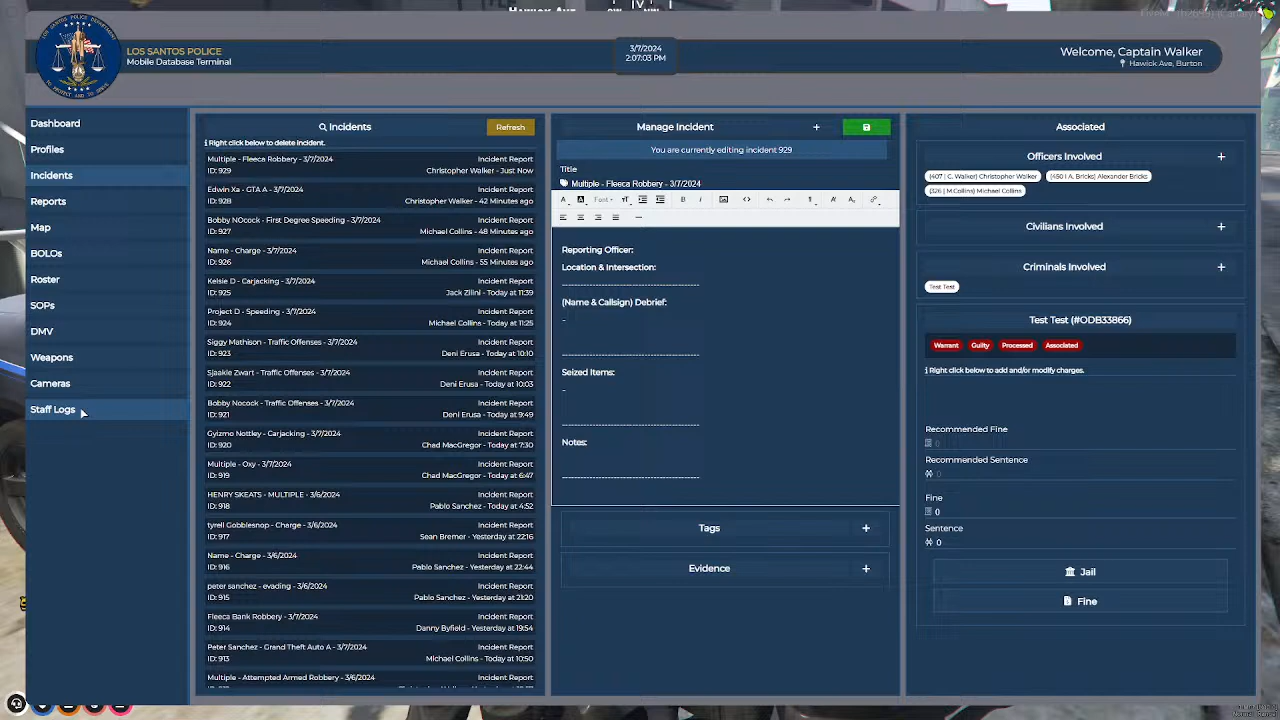 LOS SANTOS POLICE
Mobile Database Terminal
3/7/2024
2:07:03 PM
Welcome, Captain Walker
Hawick Ave, Burton
Dashboard
Profiles
Incidents
Reports
Map
BOLOs
Roster
SOPs
DMV
Weapons
Cameras
Staff Logs
Incidents
Refresh
Right click below to delete incident.
Multiple - Fleeca Robbery - 3/7/2024 Incident Report
ID: 929 Christopher Walker - Just Now
Edwin Xa - GTA A - 3/7/2024 Incident Report
ID: 928 Christopher Walker - 42 Minutes ago
Bobby NOcock - First Degree Speeding - 3/7/2024 Incident Report
ID: 927 Michael Collins - 48 Minutes ago
Name - Charge - 3/7/2024 Incident Report
ID: 926 Michael Collins - 55 Minutes ago
Kelsie D - Carjacking - 3/7/2024 Incident Report
ID: 925 Jack Zilini - Today at 11:39
Project D - Speeding - 3/7/2024 Incident Report
ID: 924 Michael Collins - Today at 11:25
Siggy Mathison - Traffic Offenses - 3/7/2024 Incident Report
ID: 923 Deni Erusa - Today at 10:10
Sjaakie Zwart - Traffic Offenses - 3/7/2024 Incident Report
ID: 922 Deni Erusa - Today at 10:03
Bobby Nocock - Traffic Offenses - 3/7/2024 Incident Report
ID: 921 Deni Erusa - Today at 9:49
Gyizmo Nottley - Carjacking - 3/7/2024 Incident Report
ID: 920 Chad MacGregor - Today at 7:30
Multiple - Oxy - 3/7/2024 Incident Report
ID: 919 Chad MacGregor - Today at 6:47
HENRY SKEATS - MULTIPLE - 3/6/2024 Incident Report
ID: 918 Pablo Sanchez - Today at 4:52
tyrell Gobblesnop - Charge - 3/6/2024 Incident Report
ID: 917 Sean Bremer - Yesterday at 22:16
Name - Charge - 3/6/2024 Incident Report
ID: 916 Pablo Sanchez - Yesterday at 22:44
peter sanchez - evading - 3/6/2024 Incident Report
ID: 915 Pablo Sanchez - Yesterday at 21:20
Fleeca Bank Robbery - 3/7/2024 Incident Report
ID: 914 Danny Byfield - Yesterday at 19:54
Peter Sanchez - Grand Theft Auto A - 3/7/2024 Incident Report
ID: 913 Michael Collins - Today at 10:50
Multiple - Attempted Armed Robbery - 3/6/2024 Incident Report
Manage Incident
You are currently editing incident 929
Title
Multiple - Fleeca Robbery - 3/7/2024
Reporting Officer:
Location & Intersection:
(Name & Callsign) Debrief:
-
Seized Items:
-
Notes:
Tags
Evidence
Associated
Officers Involved
(407 | C. Walker) Christopher Walker
(450 I A. Bricks) Alexander Bricks
(326 | M.Collins) Michael Collins
Civilians Involved
Criminals Involved
Test Test
Test Test (#ODB33866)
Warrant Guilty Processed Associated
Right click below to add and/or modify charges.
Recommended Fine
0
Recommended Sentence
0
Fine
0
Sentence
0
Jail
Fine